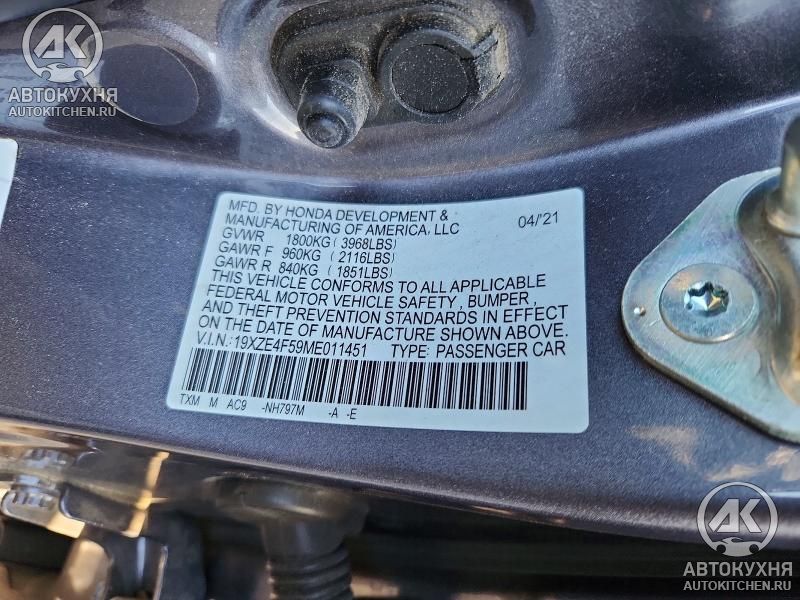 АК
АВТОКУХНЯ
AUTOKITCHEN.RU
MFD. BY HONDA DEVELOPMENT &
MANUFACTURING OF AMERICA, LLC 04/'21
GVWR 1800KG (3968LBS)
GAWR F 960KG (2116LBS)
GAWR R 840KG (1851LBS)
THIS VEHICLE CONFORMS TO ALL APPLICABLE
FEDERAL MOTOR VEHICLE SAFETY, BUMPER,
AND THEFT PREVENTION STANDARDS IN EFFECT
ON THE DATE OF MANUFACTURE SHOWN ABOVE.
V.I.N.: 19XZE4F59ME011451 TYPE: PASSENGER CAR
TXM M AC9 -NH797M -A -E
АК
АВТОКУХНЯ
AUTOKITCHEN.RU